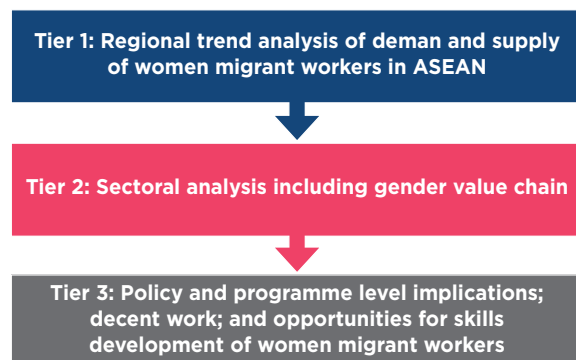 Tier 1: Regional trend analysis of deman and supply
of women migrant workers in ASEAN
Tier 2: Sectoral analysis including gender value chain
Tier 3: Policy and programme level implications;
decent work; and opportunities for skills
development of women migrant workers